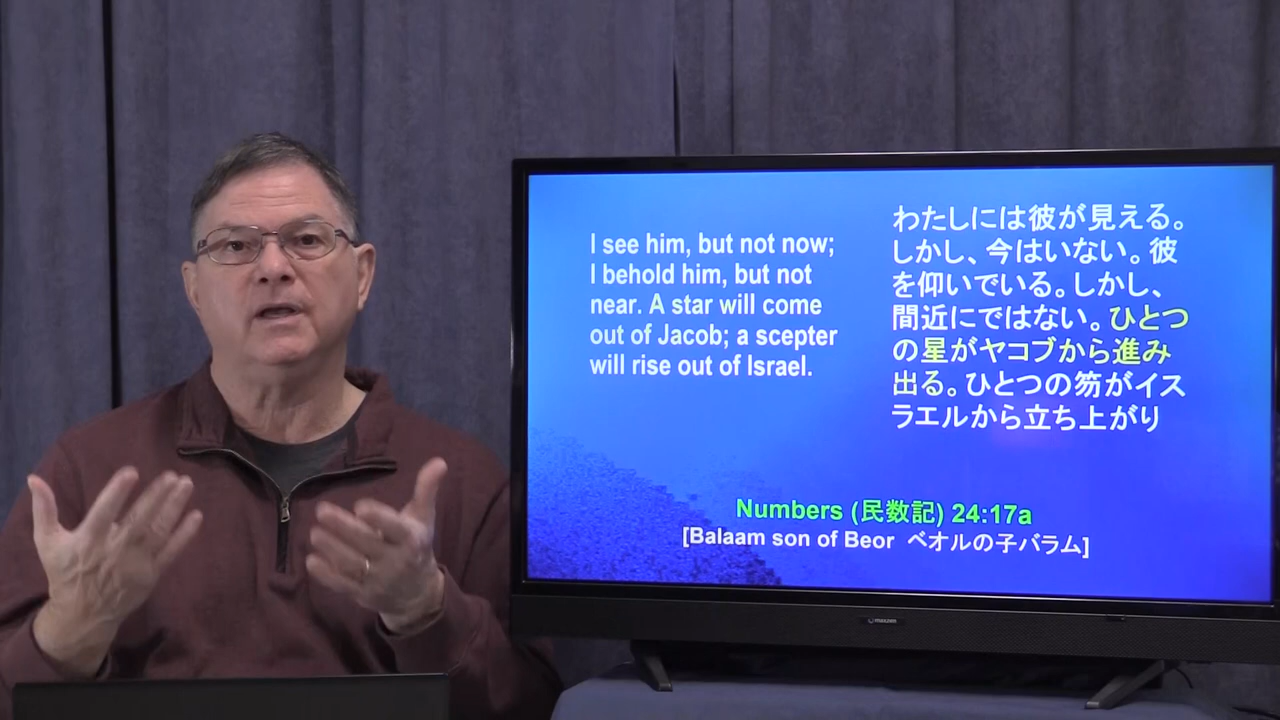 I see him, but not now;
I behold him, but not
near. A star will come
out of Jacob; a scepter
will rise out of Israel.
わたしには彼が見える。
しかし、今はいない。彼
を仰いでいる。しかし、
間近にではない。ひとつ
の星がヤコブから進み
出る。ひとつの笏がイス
ラエルから立ち上がり
Numbers (民数記) 24:17a
[Balaam son of Beor ベオルの子バラム]
maxzen